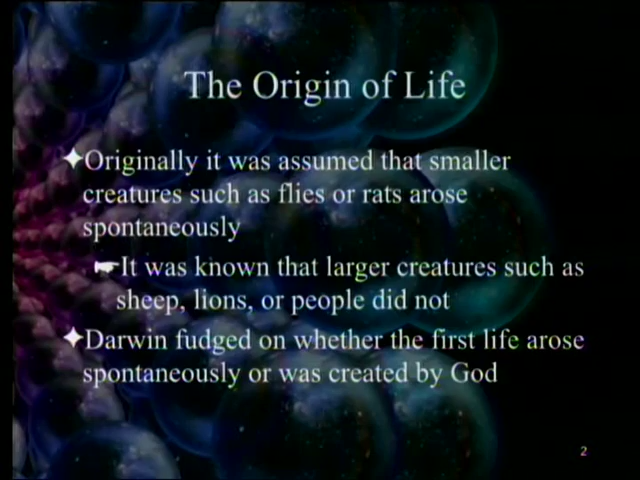 The Origin of Life
Originally it was assumed that smaller
creatures such as flies or rats arose
spontaneously
It was known that larger creatures such as
sheep, lions, or people did not
Darwin fudged on whether the first life arose
spontaneously or was created by God
2